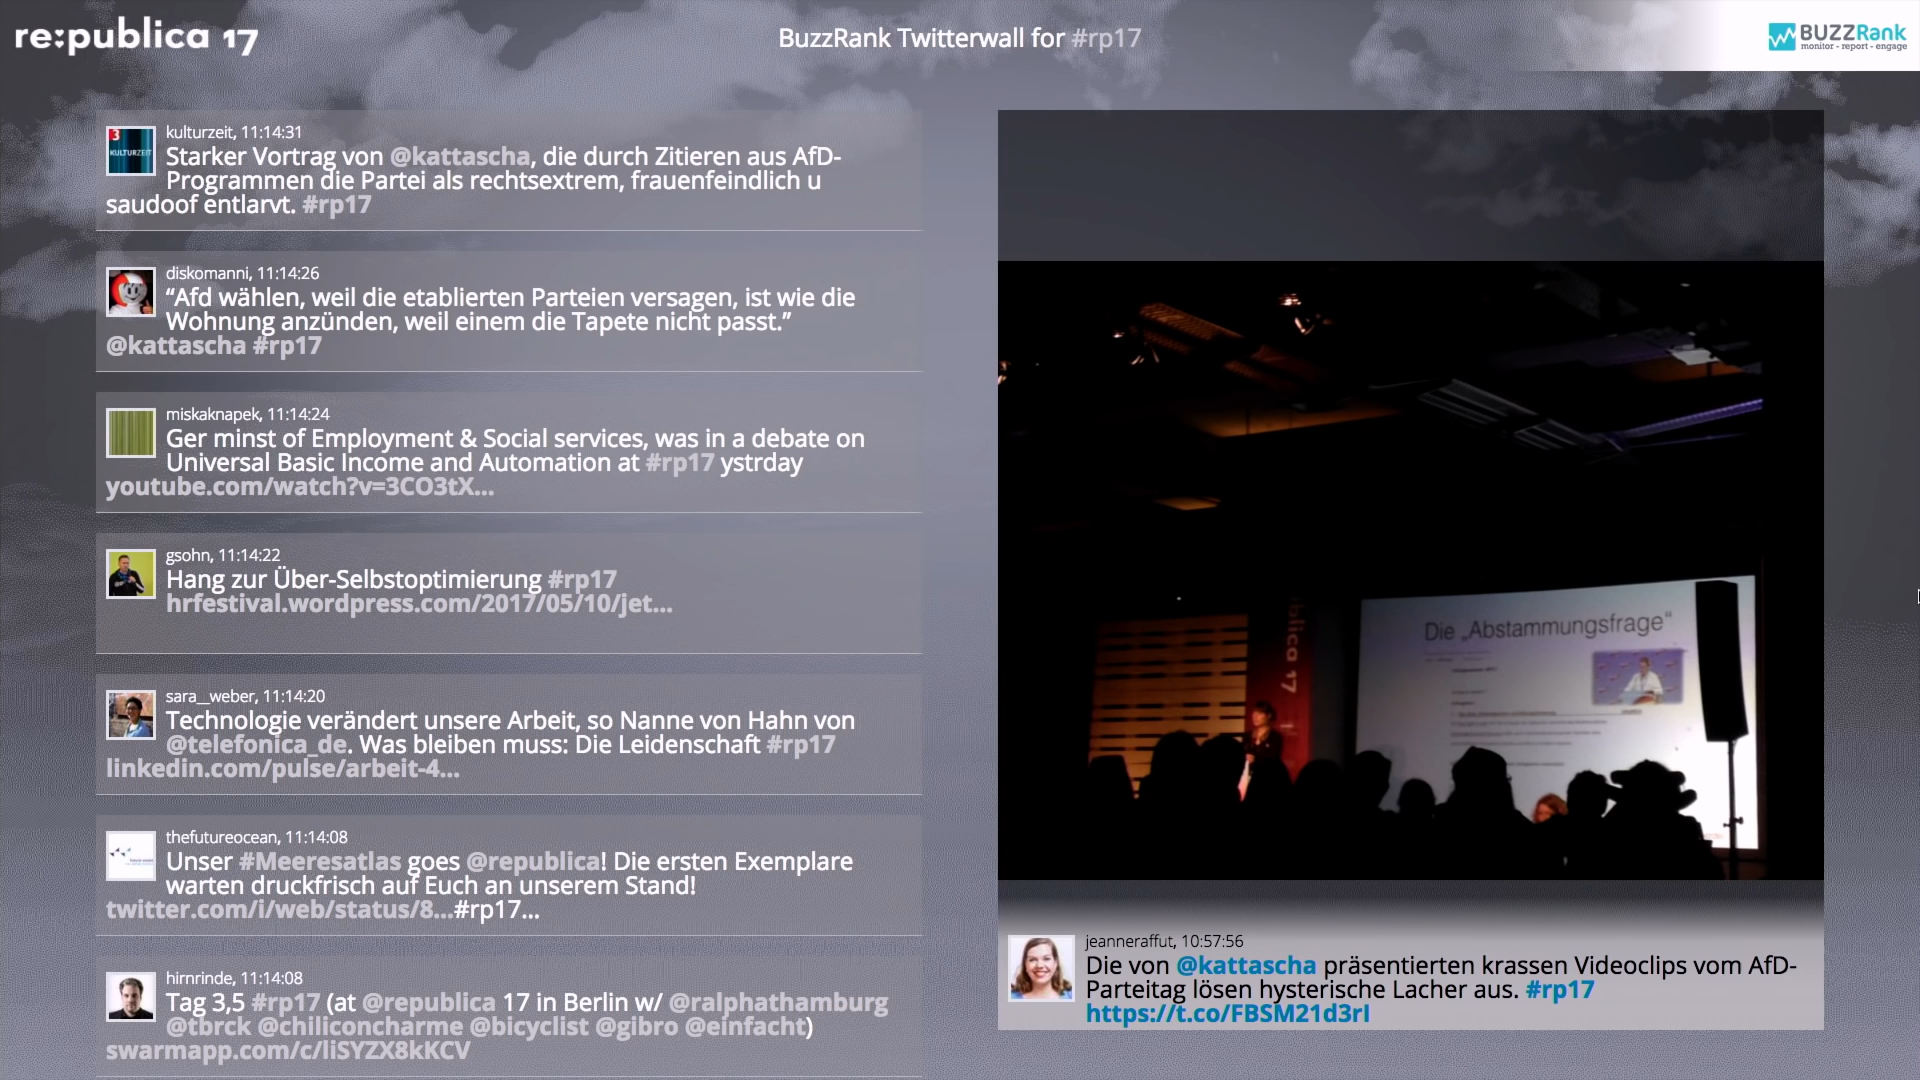 re:publica 17
BuzzRank Twitterwall for #rp17
BUZZRank
monitor - report - engage
3
KULTURZEIT
kulturzeit, 11:14:31
Starker Vortrag von @kattascha, die durch Zitieren aus AfD-
Programmen die Partei als rechtsextrem, frauenfeindlich u
saudoof entlarvt. #rp17
diskomanni, 11:14:26
“Afd wählen, weil die etablierten Parteien versagen, ist wie die
Wohnung anzünden, weil einem die Tapete nicht passt.”
@kattascha #rp17
miskaknapek, 11:14:24
Ger minst of Employment & Social services, was in a debate on
Universal Basic Income and Automation at #rp17 ystrday
youtube.com/watch?v=3CO3tX...
gsohn, 11:14:22
Hang zur Über-Selbstoptimierung #rp17
hrfestival.wordpress.com/2017/05/10/jet...
sara__weber, 11:14:20
Technologie verändert unsere Arbeit, so Nanne von Hahn von
@telefonica_de. Was bleiben muss: Die Leidenschaft #rp17
linkedin.com/pulse/arbeit-4...
thefutureocean, 11:14:08
Unser #Meeresatlas goes @republica! Die ersten Exemplare
warten druckfrisch auf Euch an unserem Stand!
twitter.com/i/web/status/8...#rp17...
hirnrinde, 11:14:08
Tag 3,5 #rp17 (at @republica 17 in Berlin w/ @ralphathamburg
@tbrck @chiliconcharme @bicyclist @gibro @einfacht)
swarmapp.com/c/liSYZX8kKCV
blica 17
Die „Abstammungsfrage“
jeanneraffut, 10:57:56
Die von @kattascha präsentierten krassen Videoclips vom AfD-
Parteitag lösen hysterische Lacher aus. #rp17
https://t.co/FBSM21d3rI